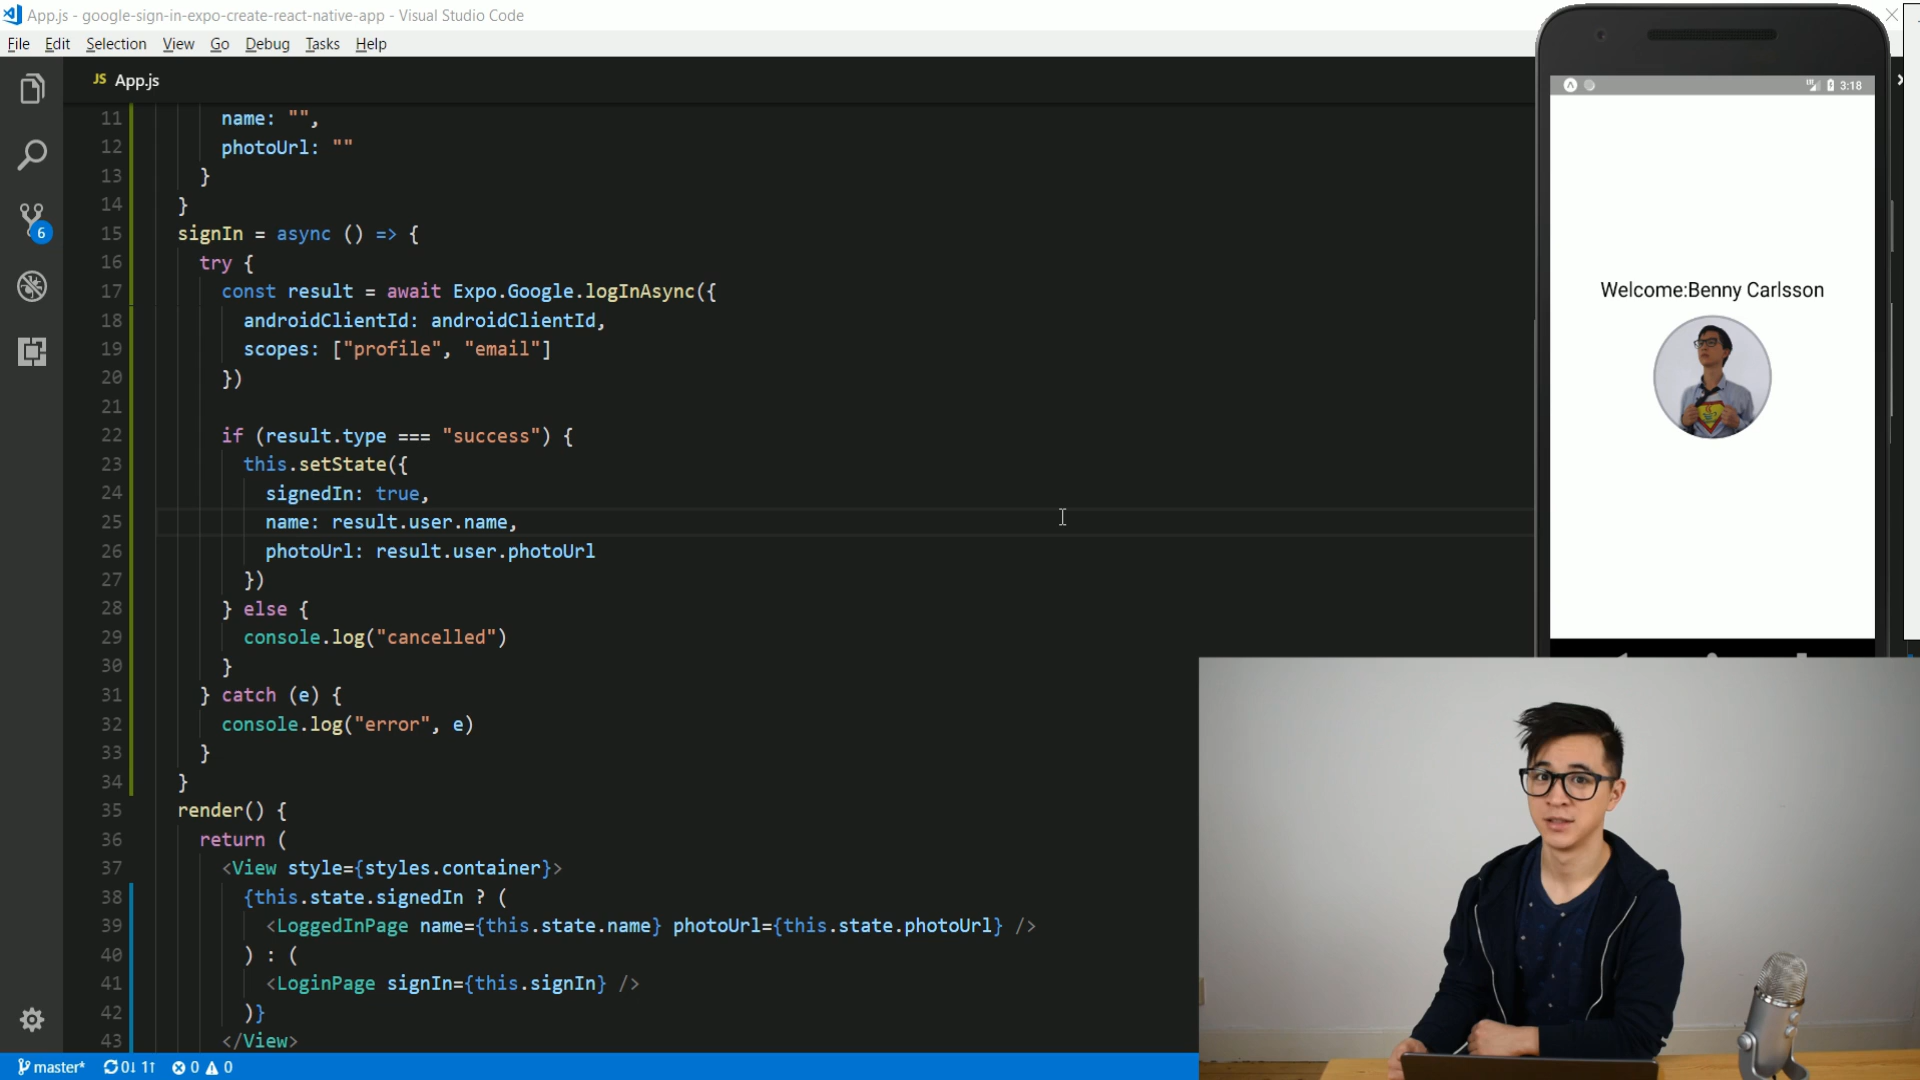 App.js - google-sign-in-expo-create-react-native-app - Visual Studio Code
File Edit Selection View Go Debug Tasks Help
JS App.js
11 name: "",
12 photoUrl: ""
13 }
14 }
15 signIn = async () => {
16 try {
17 const result = await Expo.Google.logInAsync({
18 androidClientId: androidClientId,
19 scopes: ["profile", "email"]
20 })
21
22 if (result.type === "success") {
23 this.setState({
24 signedIn: true,
25 name: result.user.name,
26 photoUrl: result.user.photoUrl
27 })
28 } else {
29 console.log("cancelled")
30 }
31 } catch (e) {
32 console.log("error", e)
33 }
34 }
35 render() {
36 return (
37 <View style={styles.container}>
38 {this.state.signedIn ? (
39 <LoggedInPage name={this.state.name} photoUrl={this.state.photoUrl} />
40 ) : (
41 <LoginPage signIn={this.signIn} />
42 )}
43 </View>
6
master* 0↓ 1↑ 0 0
3:18
Welcome:Benny Carlsson